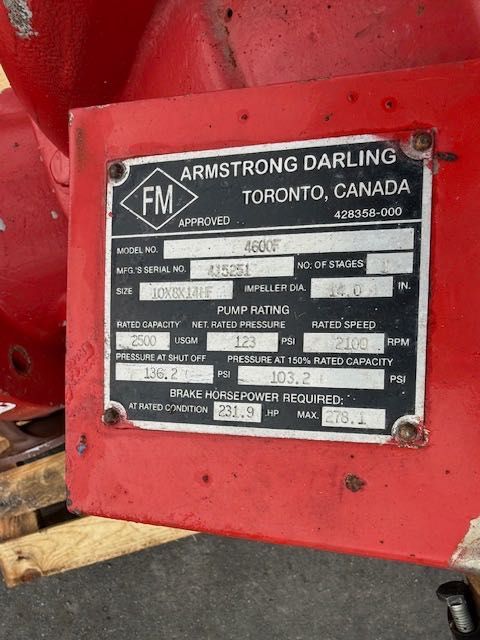 ARMSTRONG DARLING
FM
TORONTO, CANADA
APPROVED
428358-000
MODEL NO. 4600F
MFG.'S SERIAL NO. 415251 NO. OF STAGES 1
SIZE 10X8X14MF IMPELLER DIA. 14.0 IN.
PUMP RATING
RATED CAPACITY NET. RATED PRESSURE RATED SPEED
2500 USGM 123 PSI 2100 RPM
PRESSURE AT SHUT OFF PRESSURE AT 150% RATED CAPACITY
136.2 PSI 103.2 PSI
BRAKE HORSEPOWER REQUIRED:
AT RATED CONDITION 231.9 HP MAX. 278.1